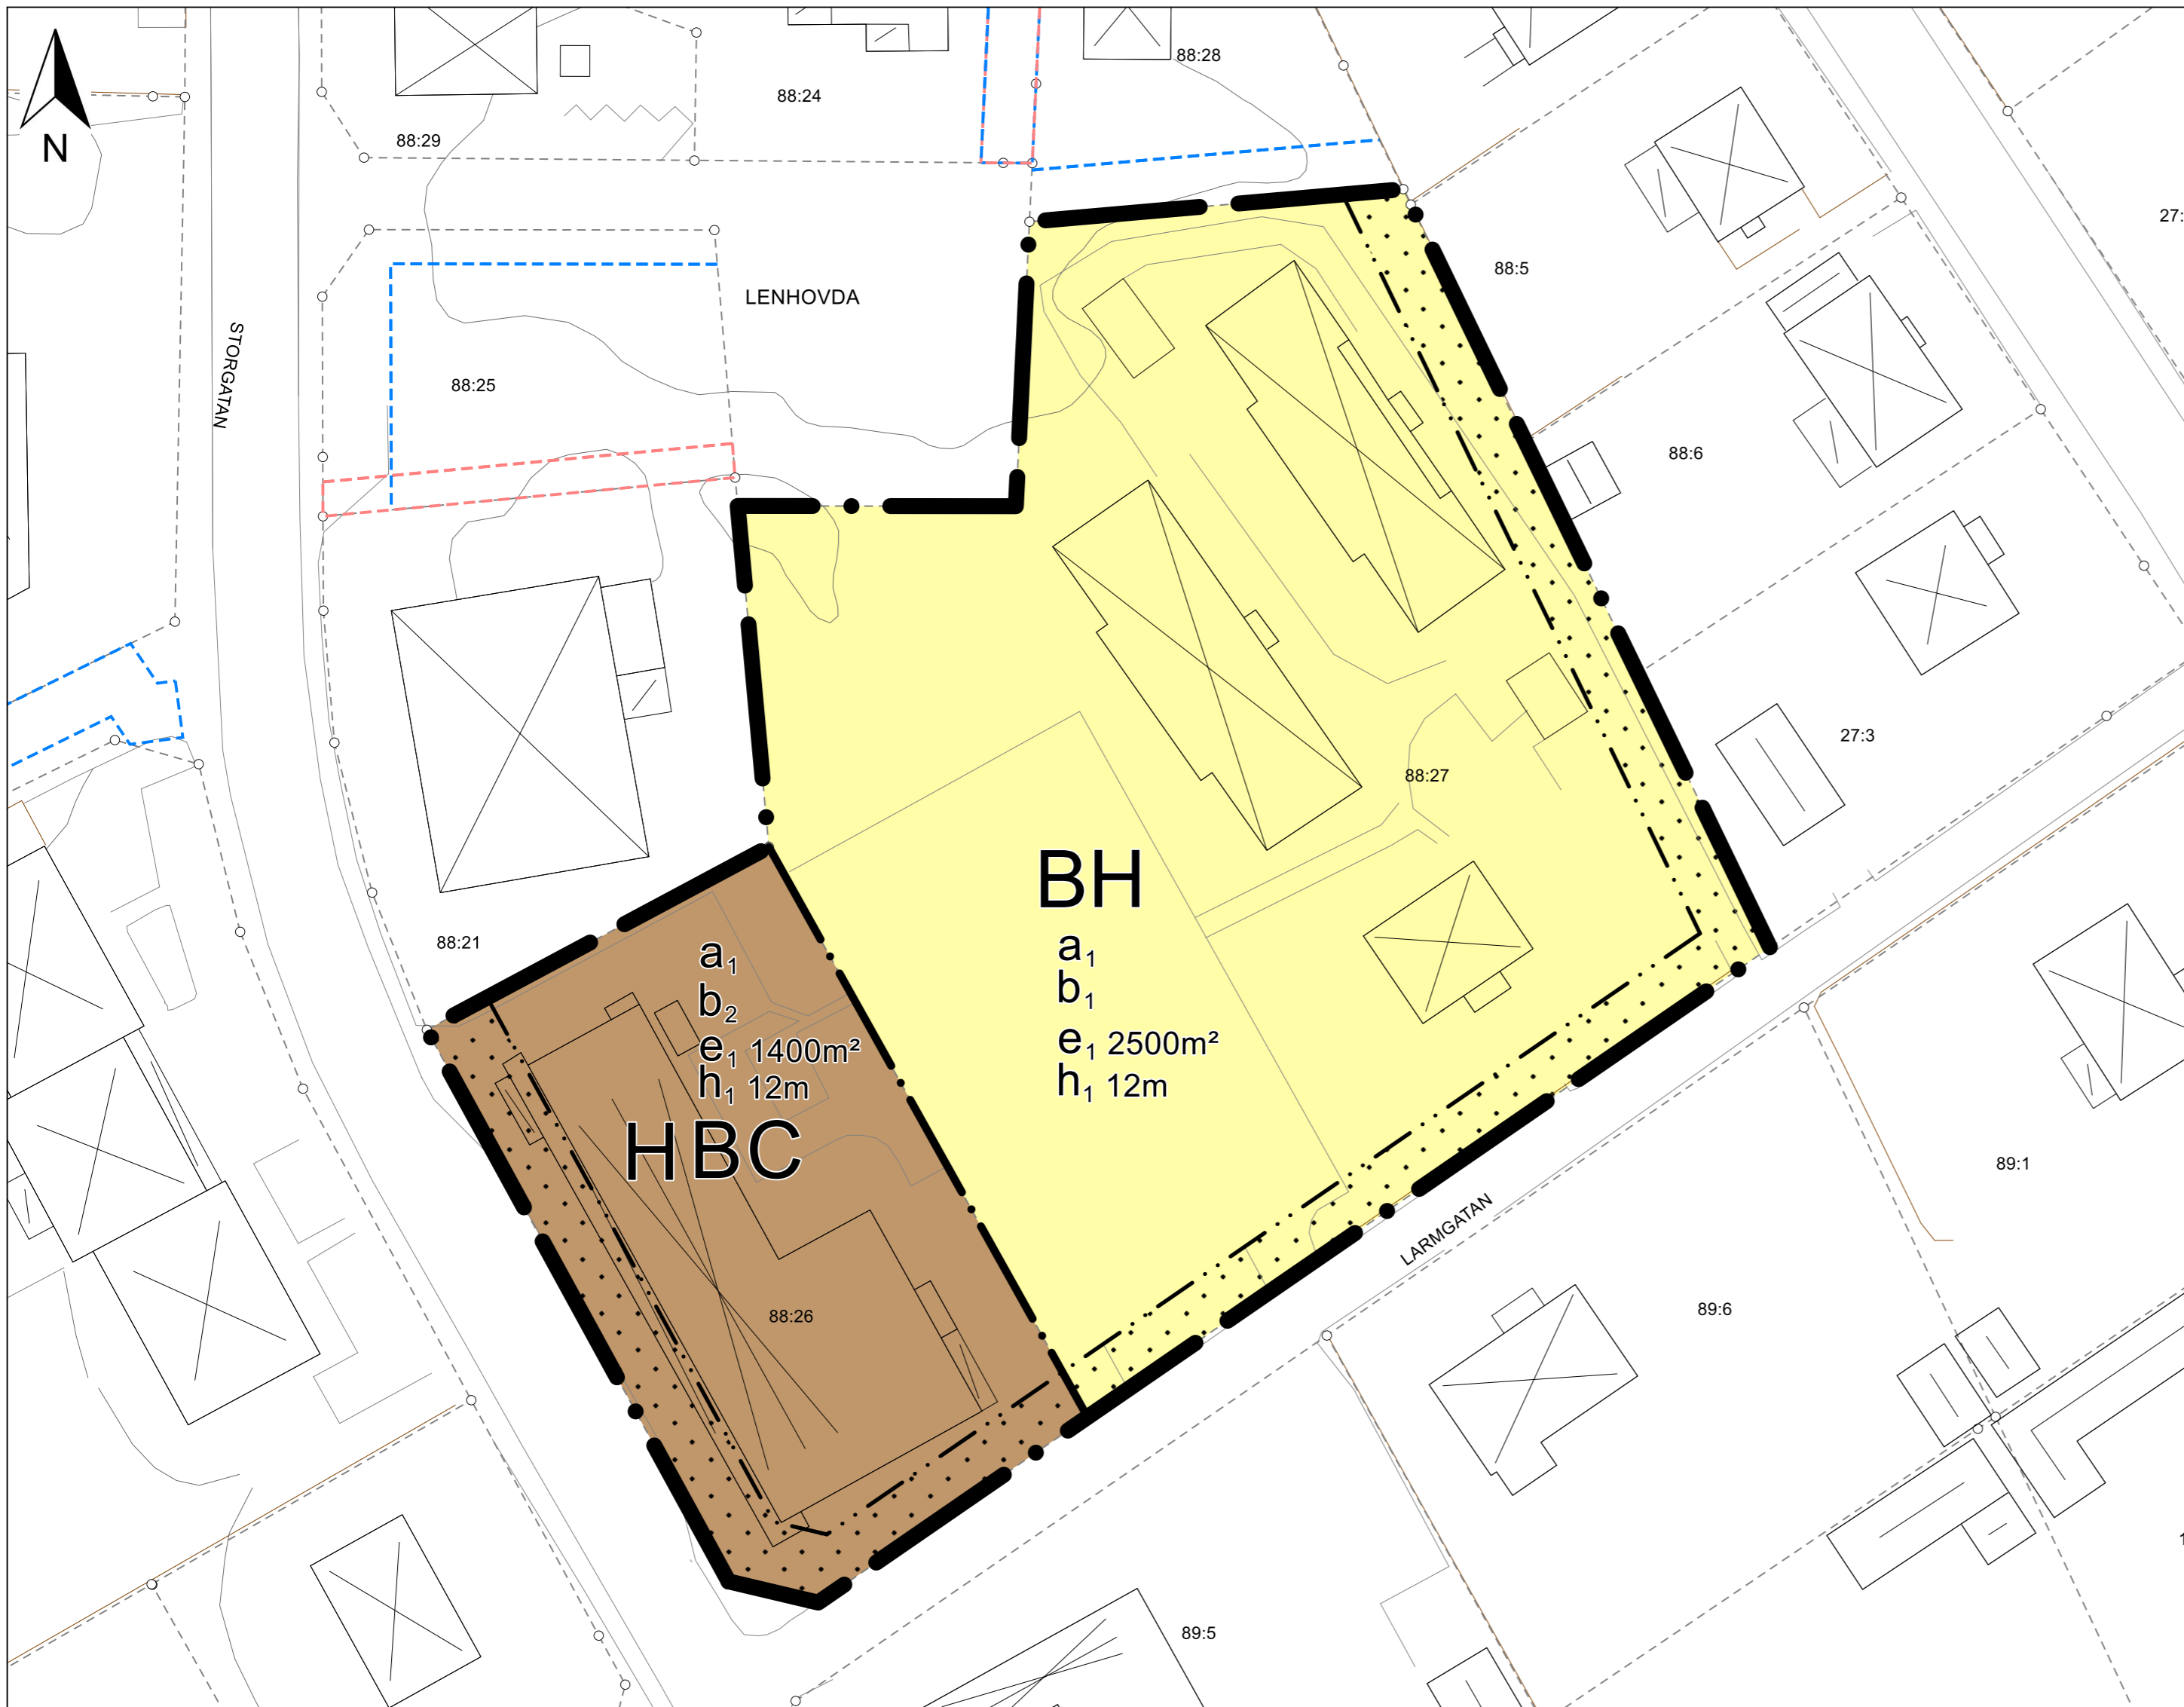 N
88:28
88:24
88:29
27:
88:5
LENHOVDA
STORGATAN
88:25
88:6
27:3
88:27
BH
a₁
b₁
e₁ 2500m²
h₁ 12m
88:21
a₁
b₂
e₁ 1400m²
h₁ 12m
HBC
89:1
LARMGATAN
88:26
89:6
89:5